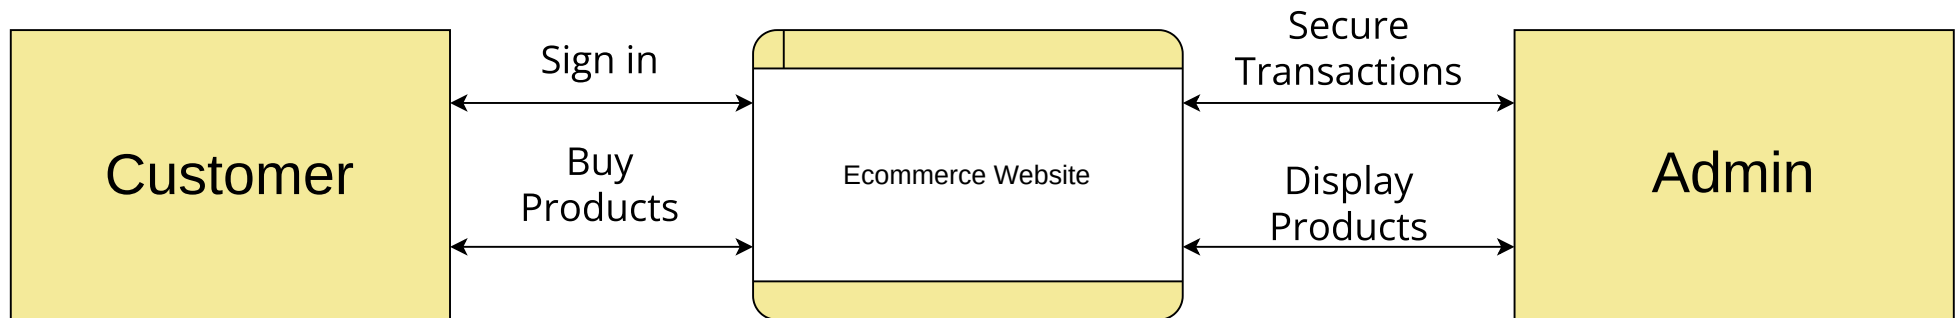 Customer
Sign in
Buy
Products
Ecommerce Website
Secure
Transactions
Display
Products
Admin